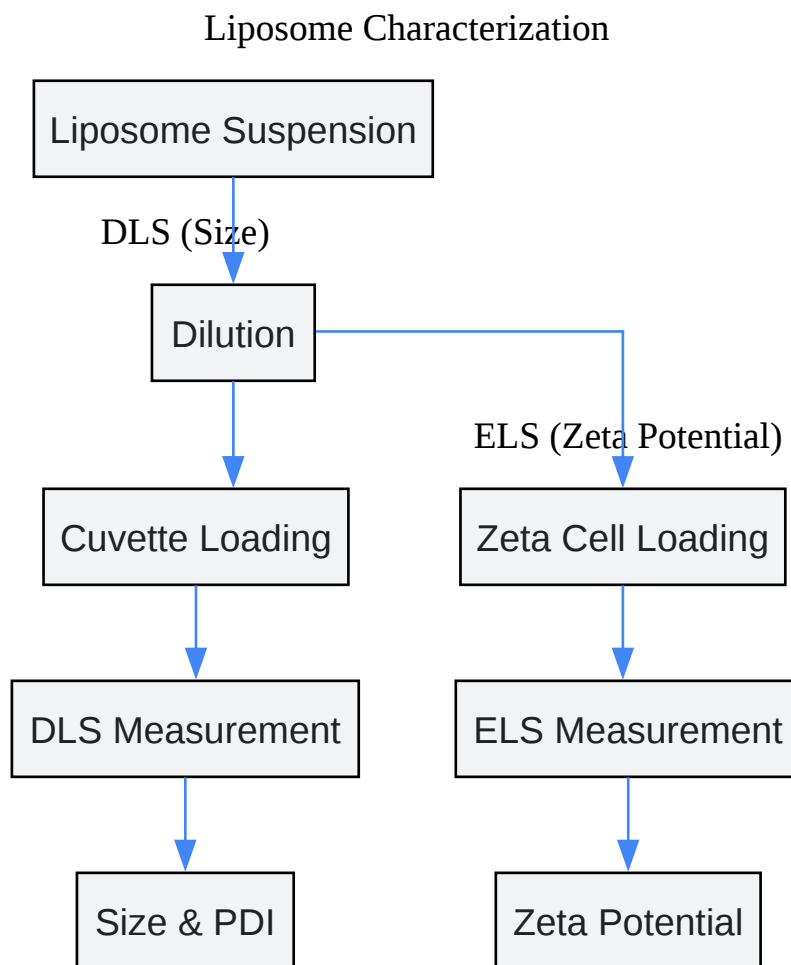 Liposome Characterization
Liposome Suspension
DLS (Size)
Dilution
ELS (Zeta Potential)
Cuvette Loading
Zeta Cell Loading
DLS Measurement
ELS Measurement
Size & PDI
Zeta Potential